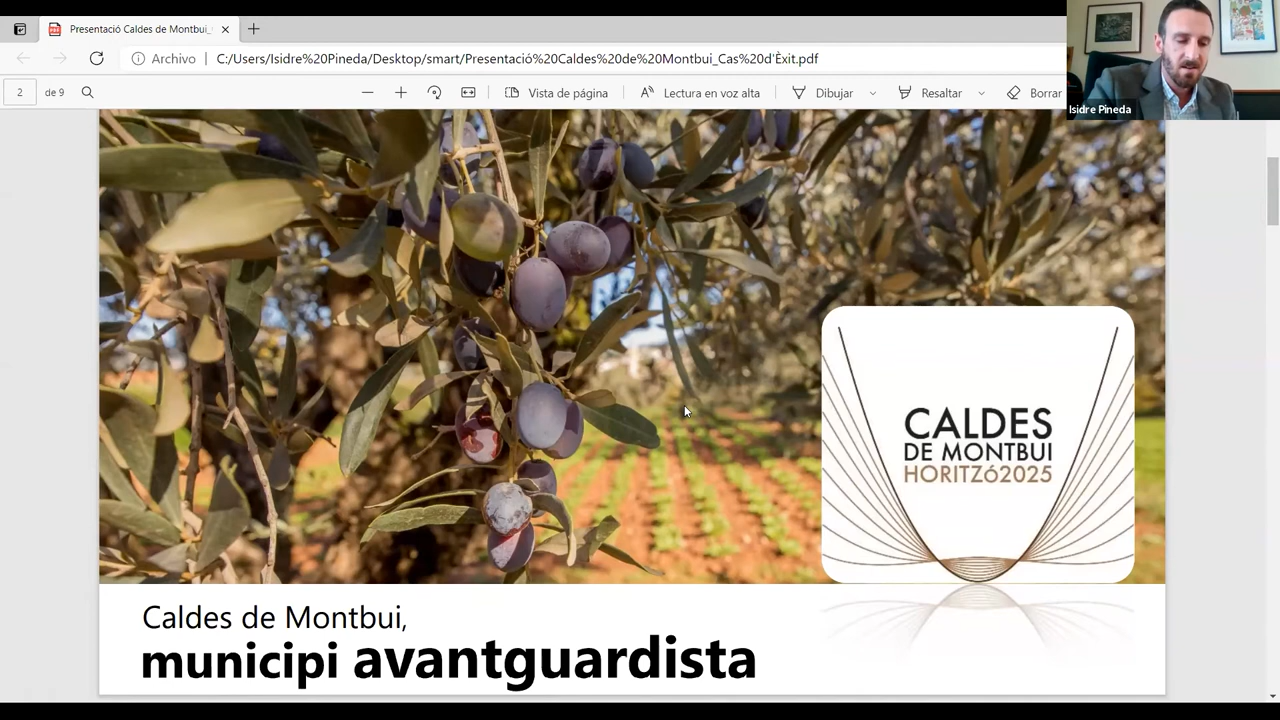 Presentació Caldes de Montbui_
Archivo
C:/Users/Isidre%20Pineda/Desktop/smart/Presentació%20Caldes%20de%20Montbui_Cas%20d'Èxit.pdf
2 de 9
Vista de página
Lectura en voz alta
Dibujar
Resaltar
Borrar
Isidre Pineda
CALDES
DE MONTBUI
HORITZÓ2025
Caldes de Montbui,
municipi avantguardista